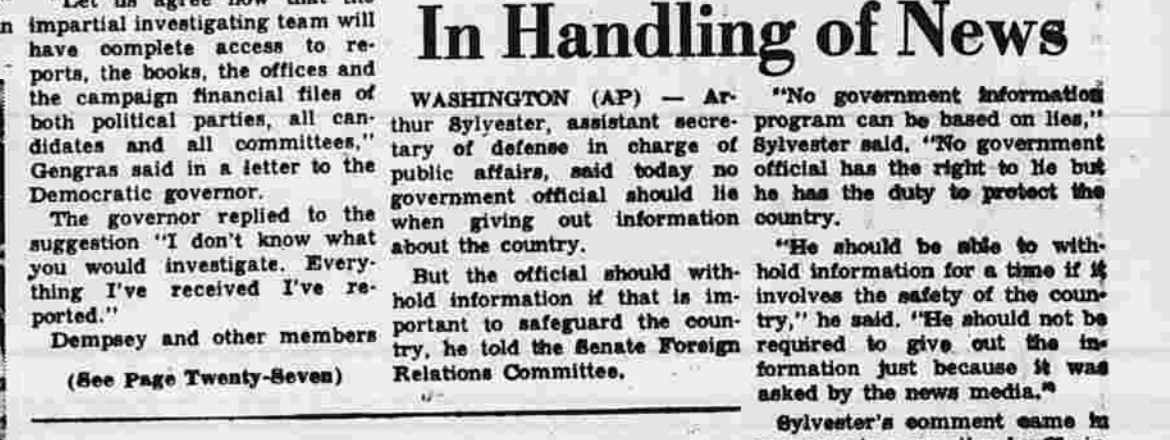 "Let us agree now that the
n impartial investigating team will
have complete access to re-
ports, the books, the offices and
the campaign financial files of
both political parties, all can-
didates and all committees,"
Gengras said in a letter to the
Democratic governor.
The governor replied to the
suggestion "I don't know what
you would investigate. Every-
thing I've received I've re-
ported."
Dempsey and other members
(See Page Twenty-Seven)
In Handling of News
WASHINGTON (AP) — Ar-
thur Sylvester, assistant secre-
tary of defense in charge of
public affairs, said today no
government official should lie
when giving out information
about the country.
But the official should with-
hold information if that is im-
portant to safeguard the coun-
try, he told the Senate Foreign
Relations Committee.
"No government information
program can be based on lies,"
Sylvester said. "No government
official has the right to lie but
he has the duty to protect the
country.
"He should be able to with-
hold information for a time if it
involves the safety of the coun-
try," he said. "He should not be
required to give out the in-
formation just because it was
asked by the news media."
Sylvester's comment came in